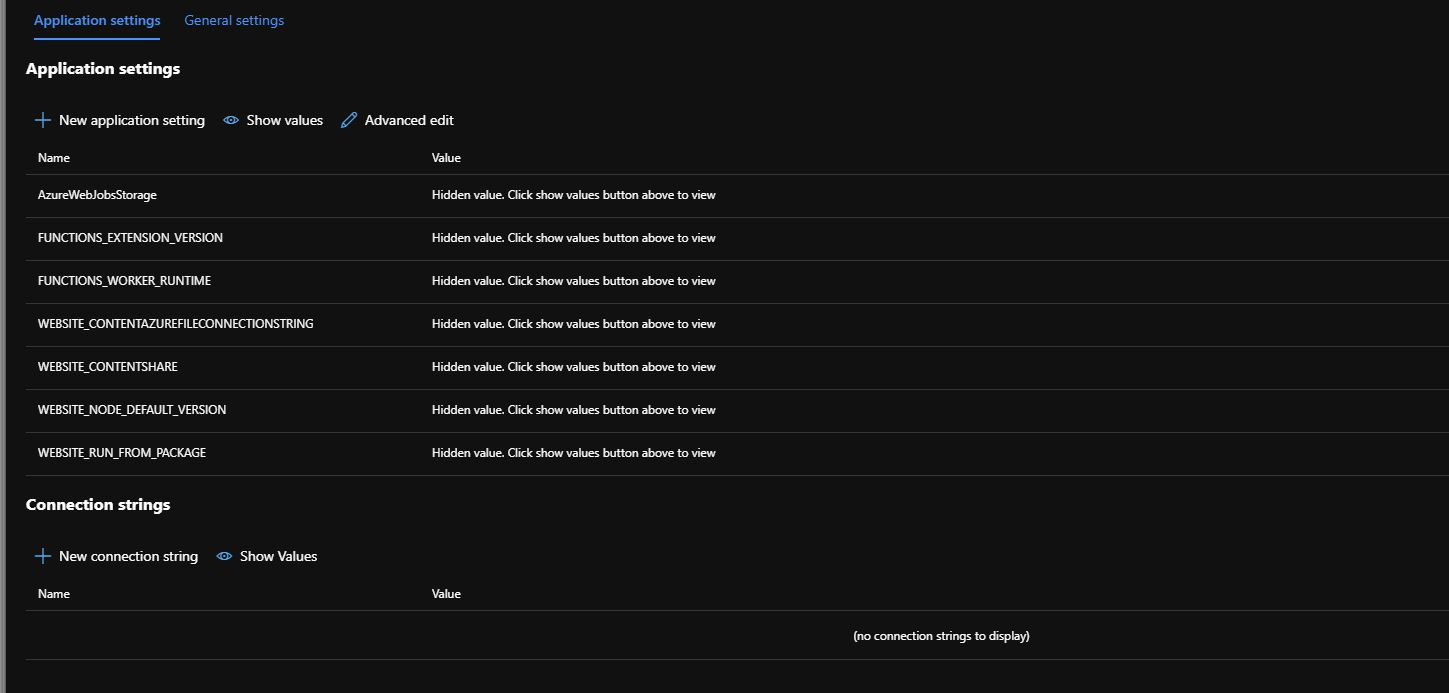 Application settings General settings
Application settings
New application setting Show values Advanced edit
Name Value
AzureWebJobsStorage Hidden value. Click show values button above to view
FUNCTIONS_EXTENSION_VERSION Hidden value. Click show values button above to view
FUNCTIONS_WORKER_RUNTIME Hidden value. Click show values button above to view
WEBSITE_CONTENTAZUREFILECONNECTIONSTRING Hidden value. Click show values button above to view
WEBSITE_CONTENTSHARE Hidden value. Click show values button above to view
WEBSITE_NODE_DEFAULT_VERSION Hidden value. Click show values button above to view
WEBSITE_RUN_FROM_PACKAGE Hidden value. Click show values button above to view
Connection strings
New connection string Show Values
Name Value
(no connection strings to display)